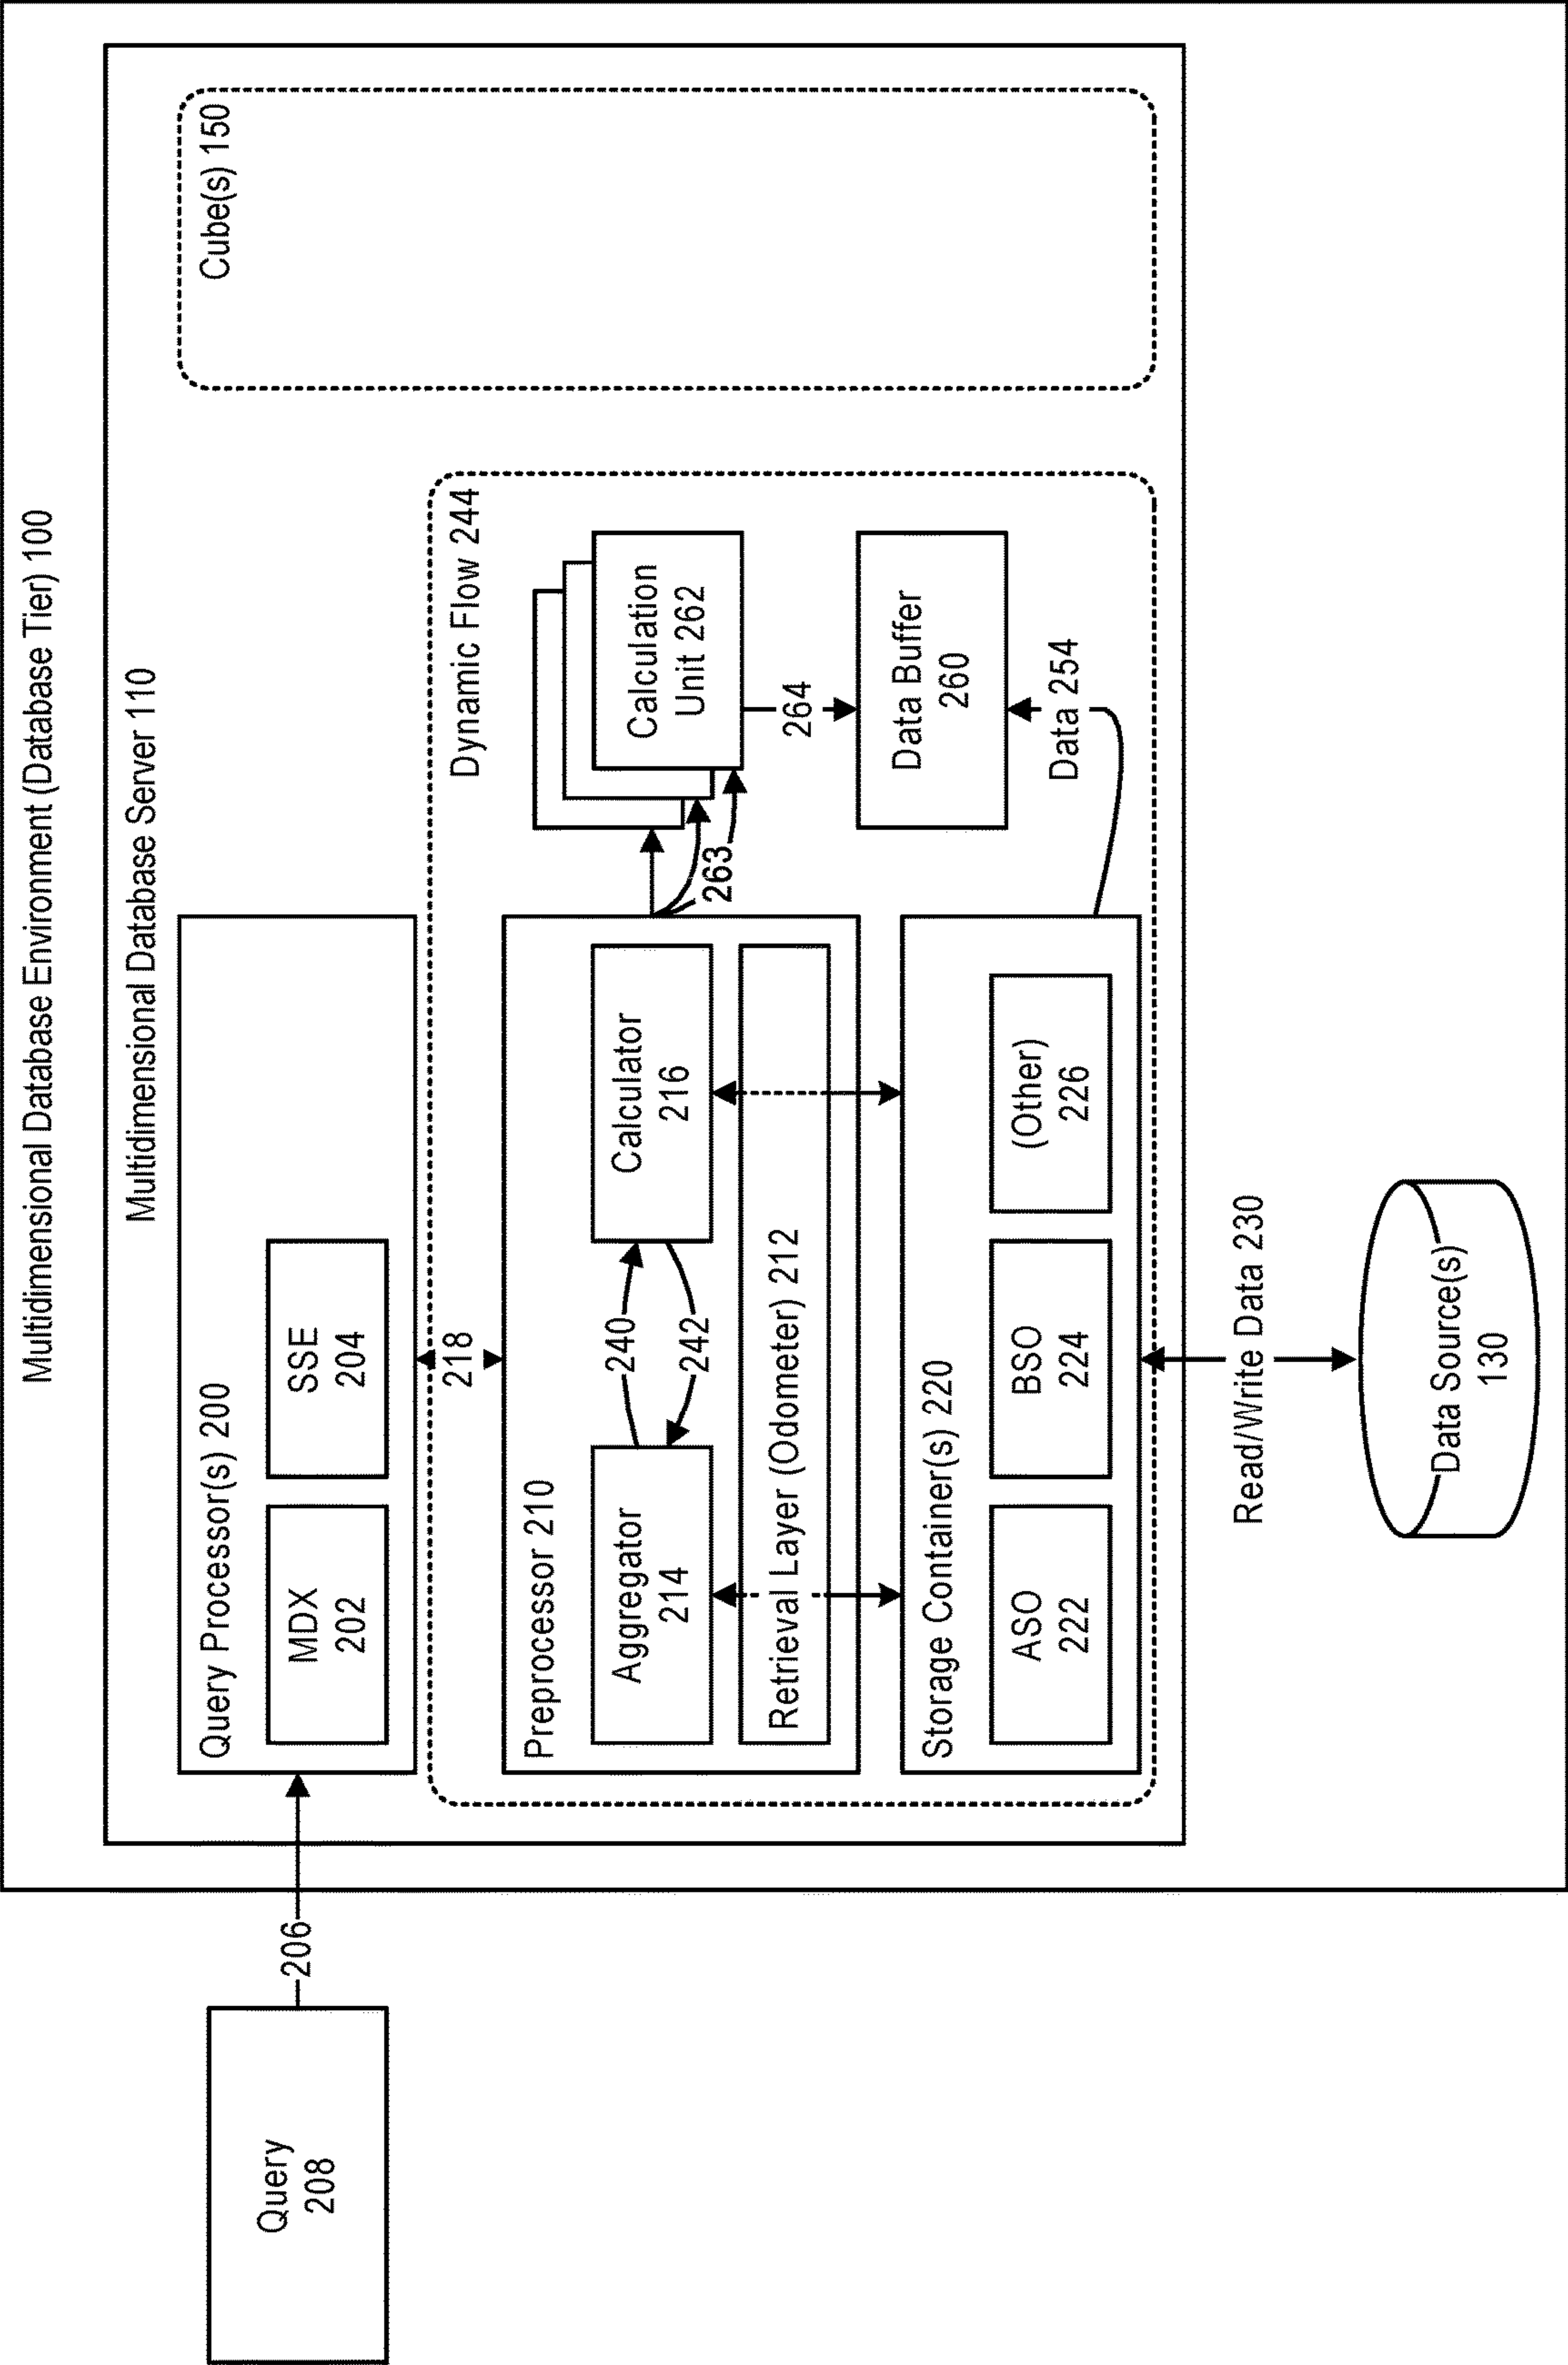 Multidimensional Database Environment (Database Tier) 100
Multidimensional Database Server 110
Query
208
206
Query Processor(s) 200
MDX
202
SSE
204
Cube(s) 150
218
Dynamic Flow 244
Preprocessor 210
Aggregator
214
240
242
Calculator
216
Retrieval Layer (Odometer) 212
263
Calculation
Unit 262
264
Data Buffer
260
Data 254
Storage Container(s) 220
ASO
222
BSO
224
(Other)
226
Read/Write Data 230
Data Source(s)
130